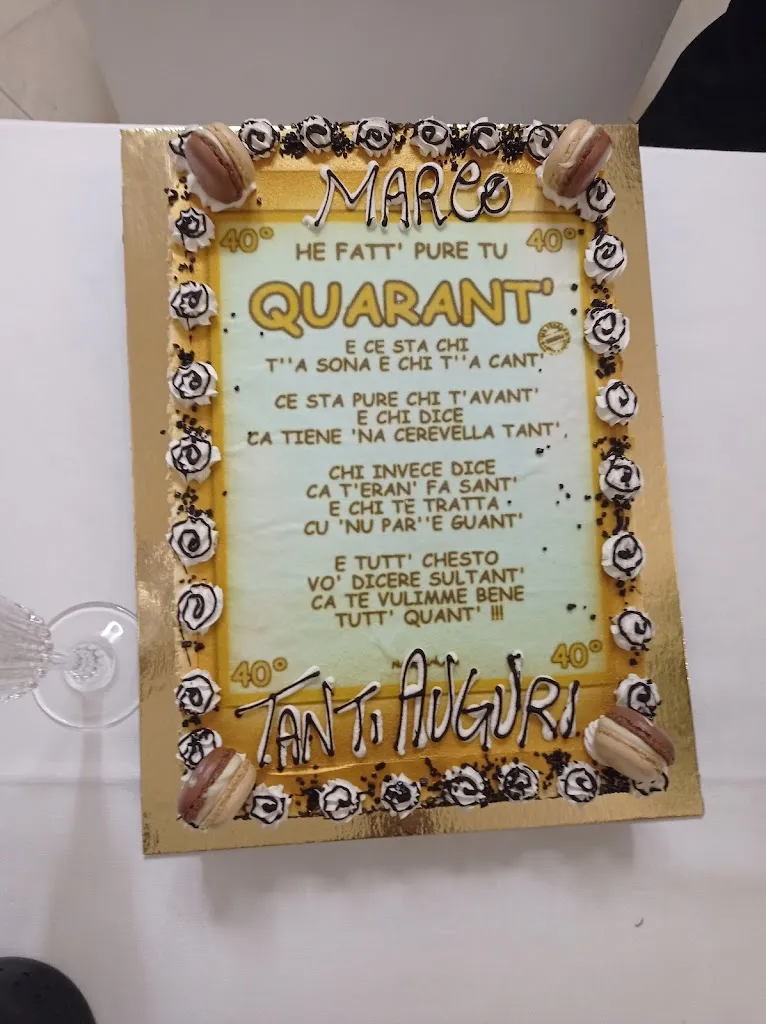 MARCO
40° 40°
HE FATT' PURE TU
QUARANT'
E CE STA CHI
T''A SONA E CHI T''A CANT'
CE STA PURE CHI T'AVANT'
E CHI DICE
CA TIENE 'NA CEREVELLA TANT'.
CHI INVECE DICE
CA T'ERAN' FA SANT'
E CHI TE TRATTA
CU 'NU PAR''E GUANT'
E TUTT' CHESTO
VO' DICERE SULTANT'
CA TE VULIMME BENE
TUTT' QUANT' !!!
40° 40°
TANTI AUGURI